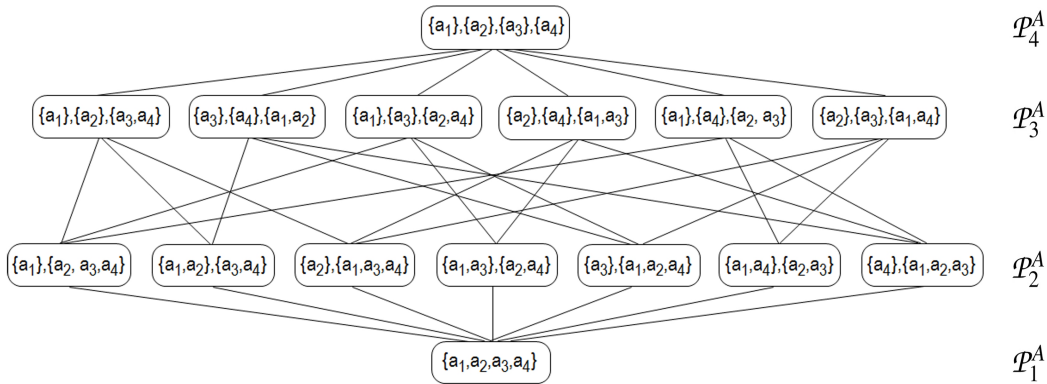 {a₁},{a₂},{a₃},{a₄} 𝒫₄ᴬ
{a₁},{a₂},{a₃,a₄} {a₃},{a₄},{a₁,a₂} {a₁},{a₃},{a₂,a₄} {a₂},{a₄},{a₁,a₃} {a₁},{a₄},{a₂, a₃} {a₂},{a₃},{a₁,a₄} 𝒫₃ᴬ
{a₁},{a₂, a₃,a₄} {a₁,a₂},{a₃,a₄} {a₂},{a₁,a₃,a₄} {a₁,a₃},{a₂,a₄} {a₃},{a₁,a₂,a₄} {a₁,a₄},{a₂,a₃} {a₄},{a₁,a₂,a₃} 𝒫₂ᴬ
{a₁,a₂,a₃,a₄} 𝒫₁ᴬ